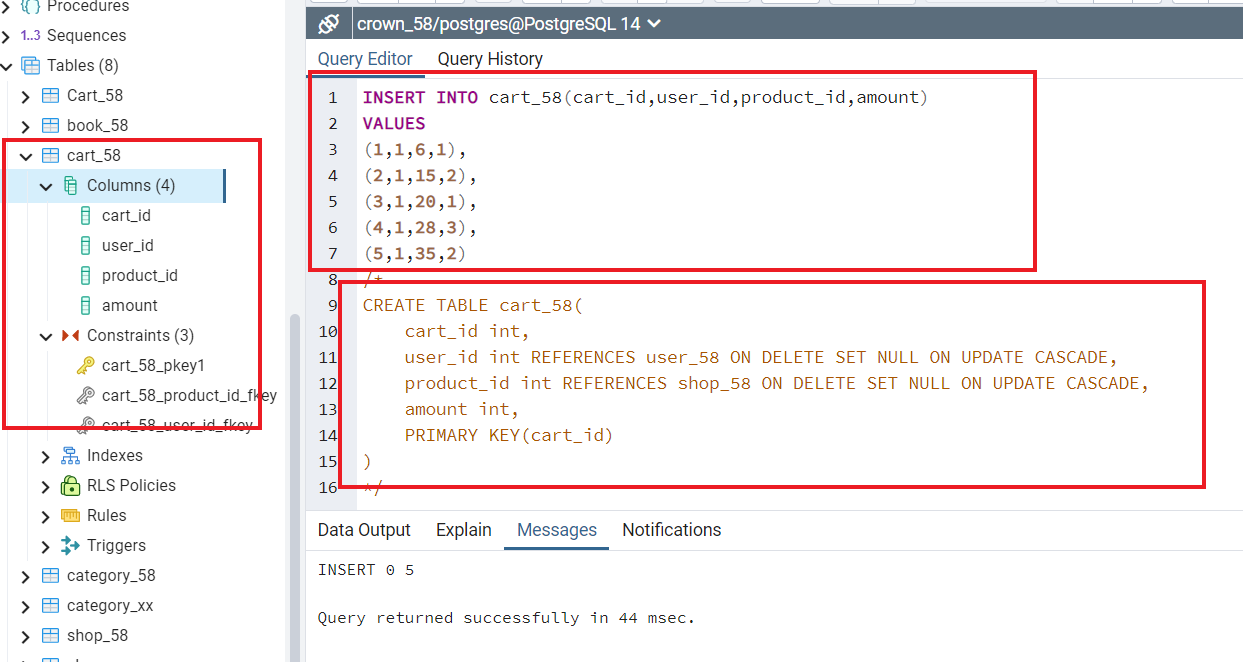 Procedures
1..3 Sequences
Tables (8)
Cart_58
book_58
cart_58
Columns (4)
cart_id
user_id
product_id
amount
Constraints (3)
cart_58_pkey1
cart_58_product_id_fkey
cart_58_user_id_fkey
Indexes
RLS Policies
Rules
Triggers
category_58
category_xx
shop_58
crown_58/postgres@PostgreSQL 14
Query Editor Query History
1 INSERT INTO cart_58(cart_id,user_id,product_id,amount)
2 VALUES
3 (1,1,6,1),
4 (2,1,15,2),
5 (3,1,20,1),
6 (4,1,28,3),
7 (5,1,35,2)
8 /*
9 CREATE TABLE cart_58(
10 cart_id int,
11 user_id int REFERENCES user_58 ON DELETE SET NULL ON UPDATE CASCADE,
12 product_id int REFERENCES shop_58 ON DELETE SET NULL ON UPDATE CASCADE,
13 amount int,
14 PRIMARY KEY(cart_id)
15 )
16 */
Data Output Explain Messages Notifications
INSERT 0 5
Query returned successfully in 44 msec.